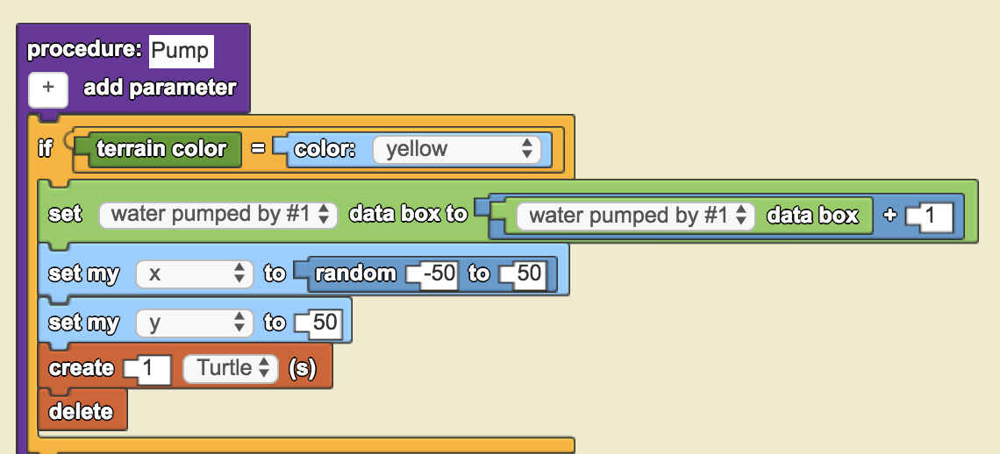 procedure: Pump
+ add parameter
if terrain color = color: yellow
set water pumped by #1 data box to water pumped by #1 data box + 1
set my x to random -50 to 50
set my y to 50
create 1 Turtle (s)
delete